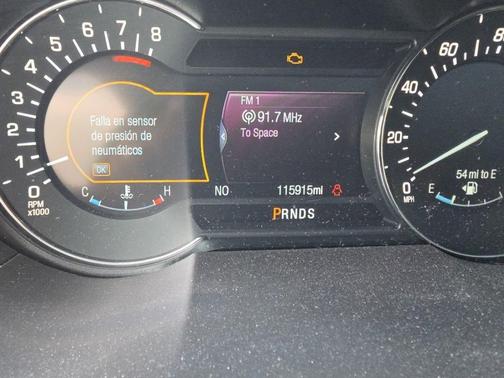 4 5 6 7 8
3
2
1
0
RPM
x1000
Falla en sensor
de presión de
neumáticos
OK
C H
FM 1
91.7 MHz
To Space
NO 115915mi
PRNDS
80
60
40
20
0
MPH
54 mi to E
E